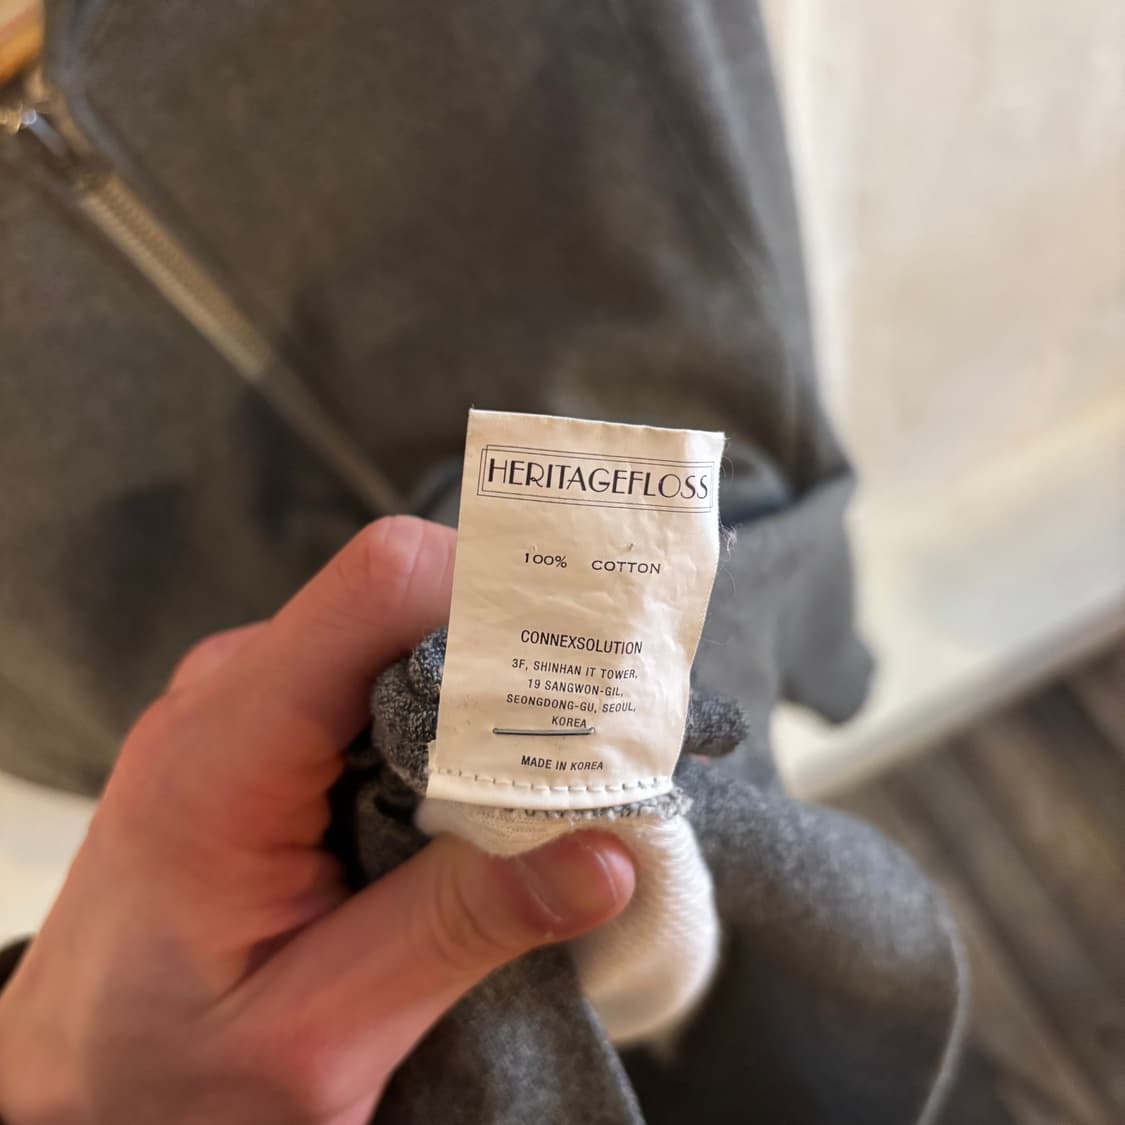 HERITAGEFLOSS
100% COTTON
CONNEXSOLUTION
3F, SHINHAN IT TOWER,
19 SANGWON-GIL,
SEONGDONG-GU, SEOUL,
KOREA
MADE IN KOREA